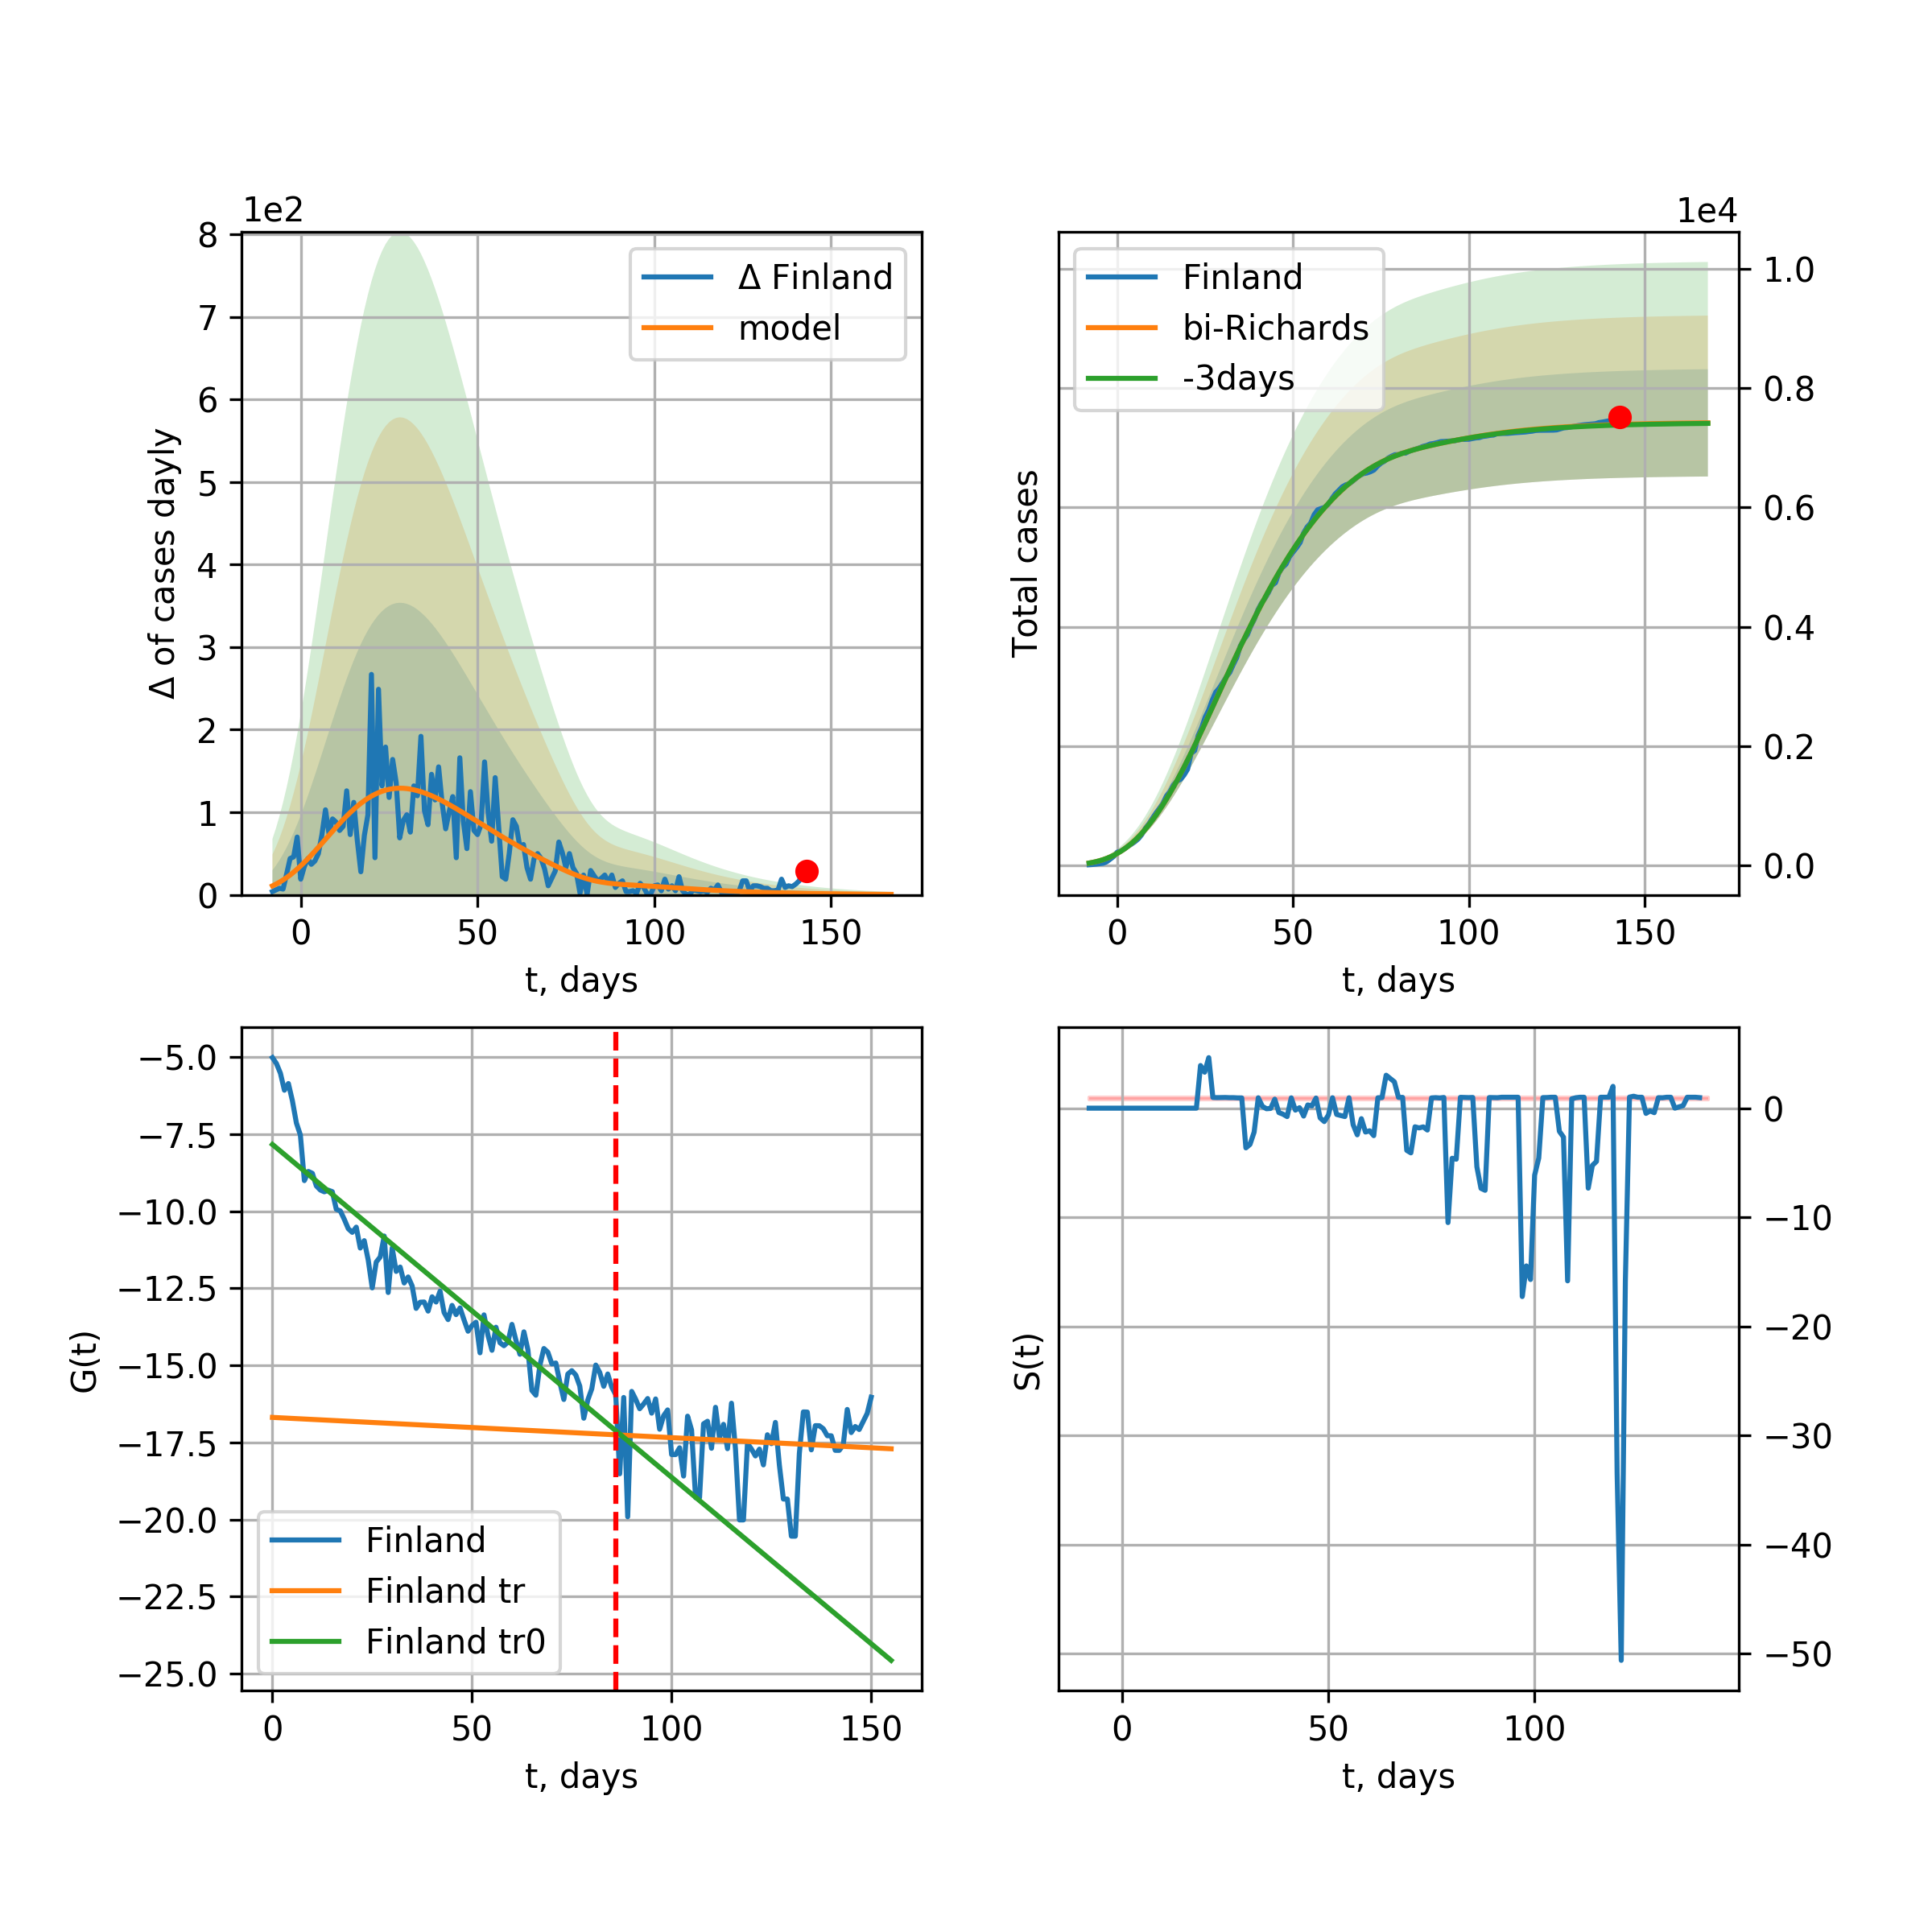 1e2
8
7
6
5
4
3
2
1
0
Δ of cases dayly
Δ Finland
model
0
50
100
150
t, days
1e4
Finland
bi-Richards
-3days
Total cases
1.0
0.8
0.6
0.4
0.2
0.0
0
50
100
150
t, days
−5.0
−7.5
−10.0
−12.5
−15.0
−17.5
−20.0
−22.5
−25.0
G(t)
Finland
Finland tr
Finland tr0
0
50
100
150
t, days
S(t)
0
−10
−20
−30
−40
−50
0
50
100
t, days